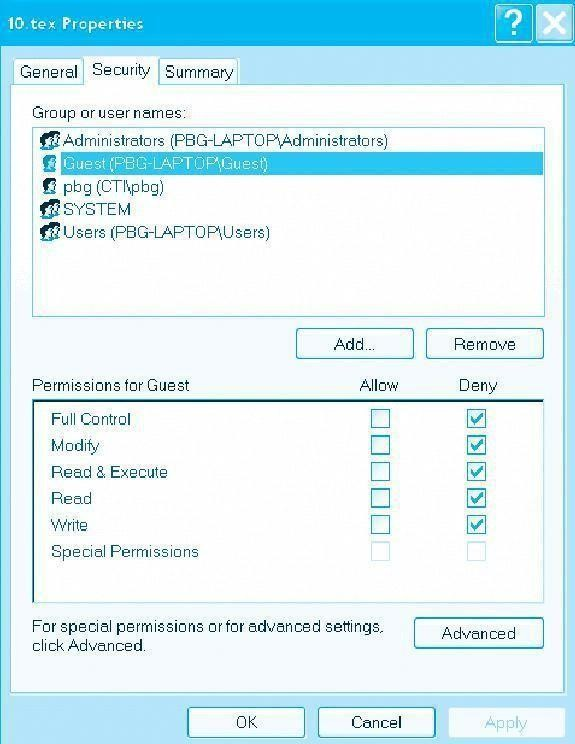 10.tex Properties
?
General Security Summary
Group or user names:
Administrators (PBG-LAPTOP\Administrators)
Guest (PBG-LAPTOP\Guest)
pbg (CTI\pbg)
SYSTEM
Users (PBG-LAPTOP\Users)
Add... Remove
Permissions for Guest Allow Deny
Full Control
Modify
Read & Execute
Read
Write
Special Permissions
For special permissions or for advanced settings,
click Advanced.
Advanced
OK Cancel Apply